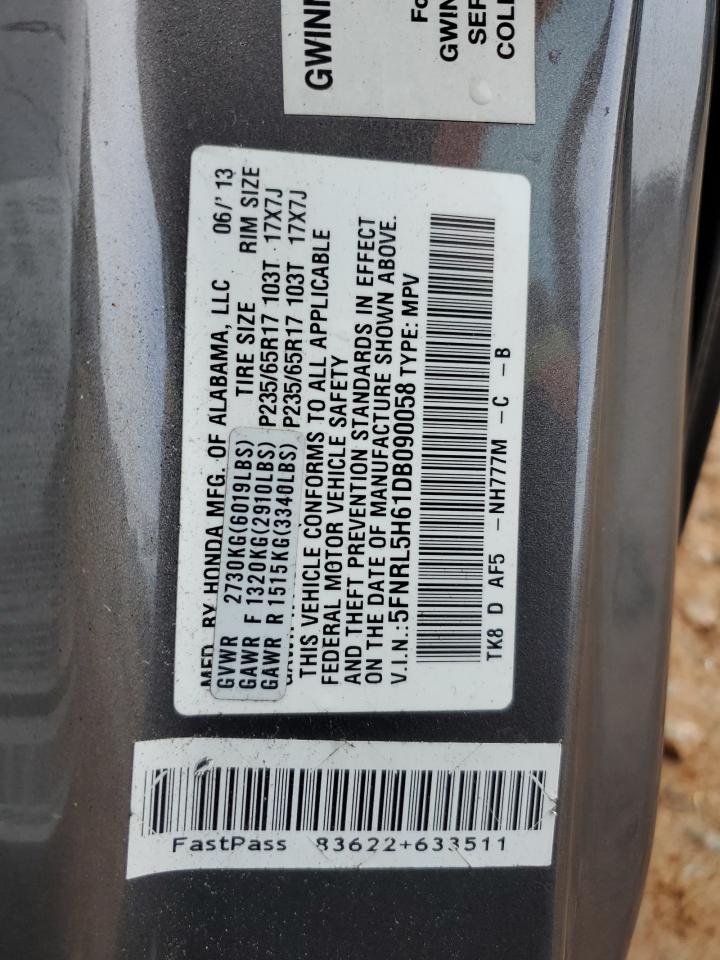 GWINN
Fo
GWIN
SER
COLL
MFD. BY HONDA MFG. OF ALABAMA, LLC 06/'13
TIRE SIZE RIM SIZE
GVWR 2730KG(6019LBS)
GAWR F 1320KG(2910LBS) P235/65R17 103T 17X7J
GAWR R 1515KG(3340LBS) P235/65R17 103T 17X7J
THIS VEHICLE CONFORMS TO ALL APPLICABLE
FEDERAL MOTOR VEHICLE SAFETY
AND THEFT PREVENTION STANDARDS IN EFFECT
ON THE DATE OF MANUFACTURE SHOWN ABOVE.
V.I.N.:5FNRL5H61DB090058 TYPE: MPV
TK8 D AF5 -NH777M -C -B
FastPass 83622+633511